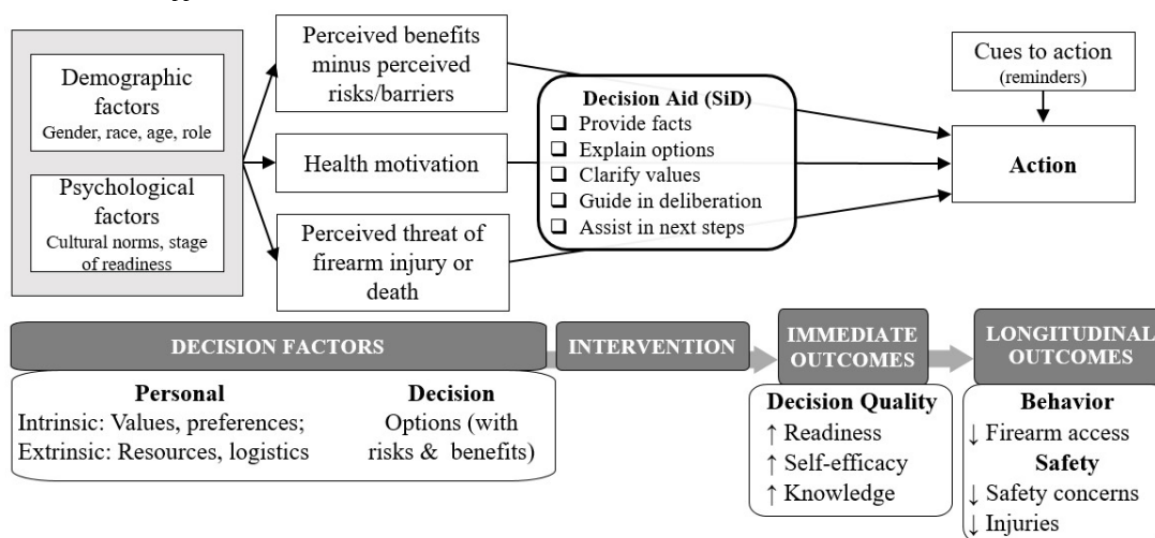 Demographic
factors
Gender, race, age, role
Psychological
factors
Cultural norms, stage
of readiness
Perceived benefits
minus perceived
risks/barriers
Health motivation
Perceived threat of
firearm injury or
death
Decision Aid (SiD)
❑ Provide facts
❑ Explain options
❑ Clarify values
❑ Guide in deliberation
❑ Assist in next steps
Cues to action
(reminders)
Action
DECISION FACTORS
Personal
Intrinsic: Values, preferences;
Extrinsic: Resources, logistics
Decision
Options (with
risks & benefits)
INTERVENTION
IMMEDIATE
OUTCOMES
Decision Quality
↑ Readiness
↑ Self-efficacy
↑ Knowledge
LONGITUDINAL
OUTCOMES
Behavior
↓ Firearm access
Safety
↓ Safety concerns
↓ Injuries